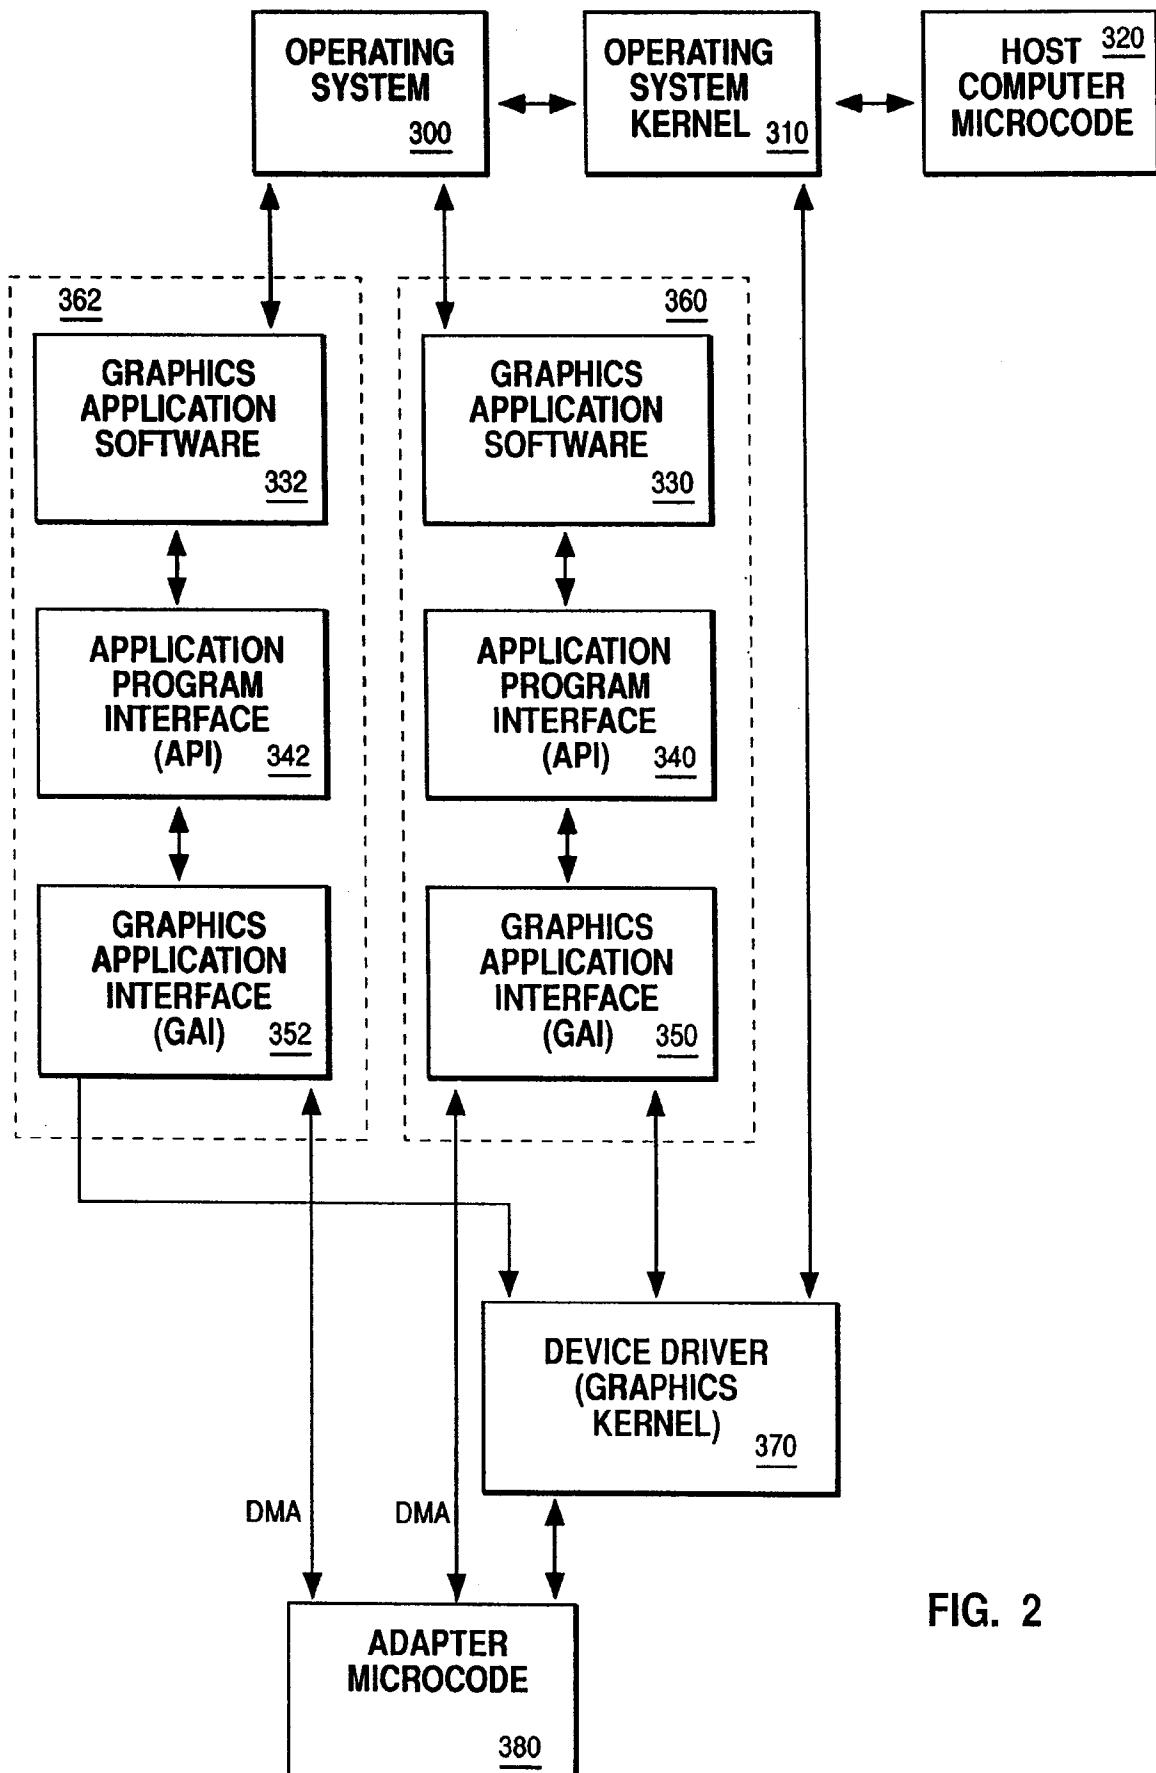 OPERATING
SYSTEM
300
OPERATING
SYSTEM
KERNEL
310
HOST
320
COMPUTER
MICROCODE
362
GRAPHICS
APPLICATION
SOFTWARE
332
360
GRAPHICS
APPLICATION
SOFTWARE
330
APPLICATION
PROGRAM
INTERFACE
(API)
342
APPLICATION
PROGRAM
INTERFACE
(API)
340
GRAPHICS
APPLICATION
INTERFACE
(GAI)
352
GRAPHICS
APPLICATION
INTERFACE
(GAI)
350
DEVICE DRIVER
(GRAPHICS
KERNEL)
370
DMA
DMA
ADAPTER
MICROCODE
380
FIG. 2